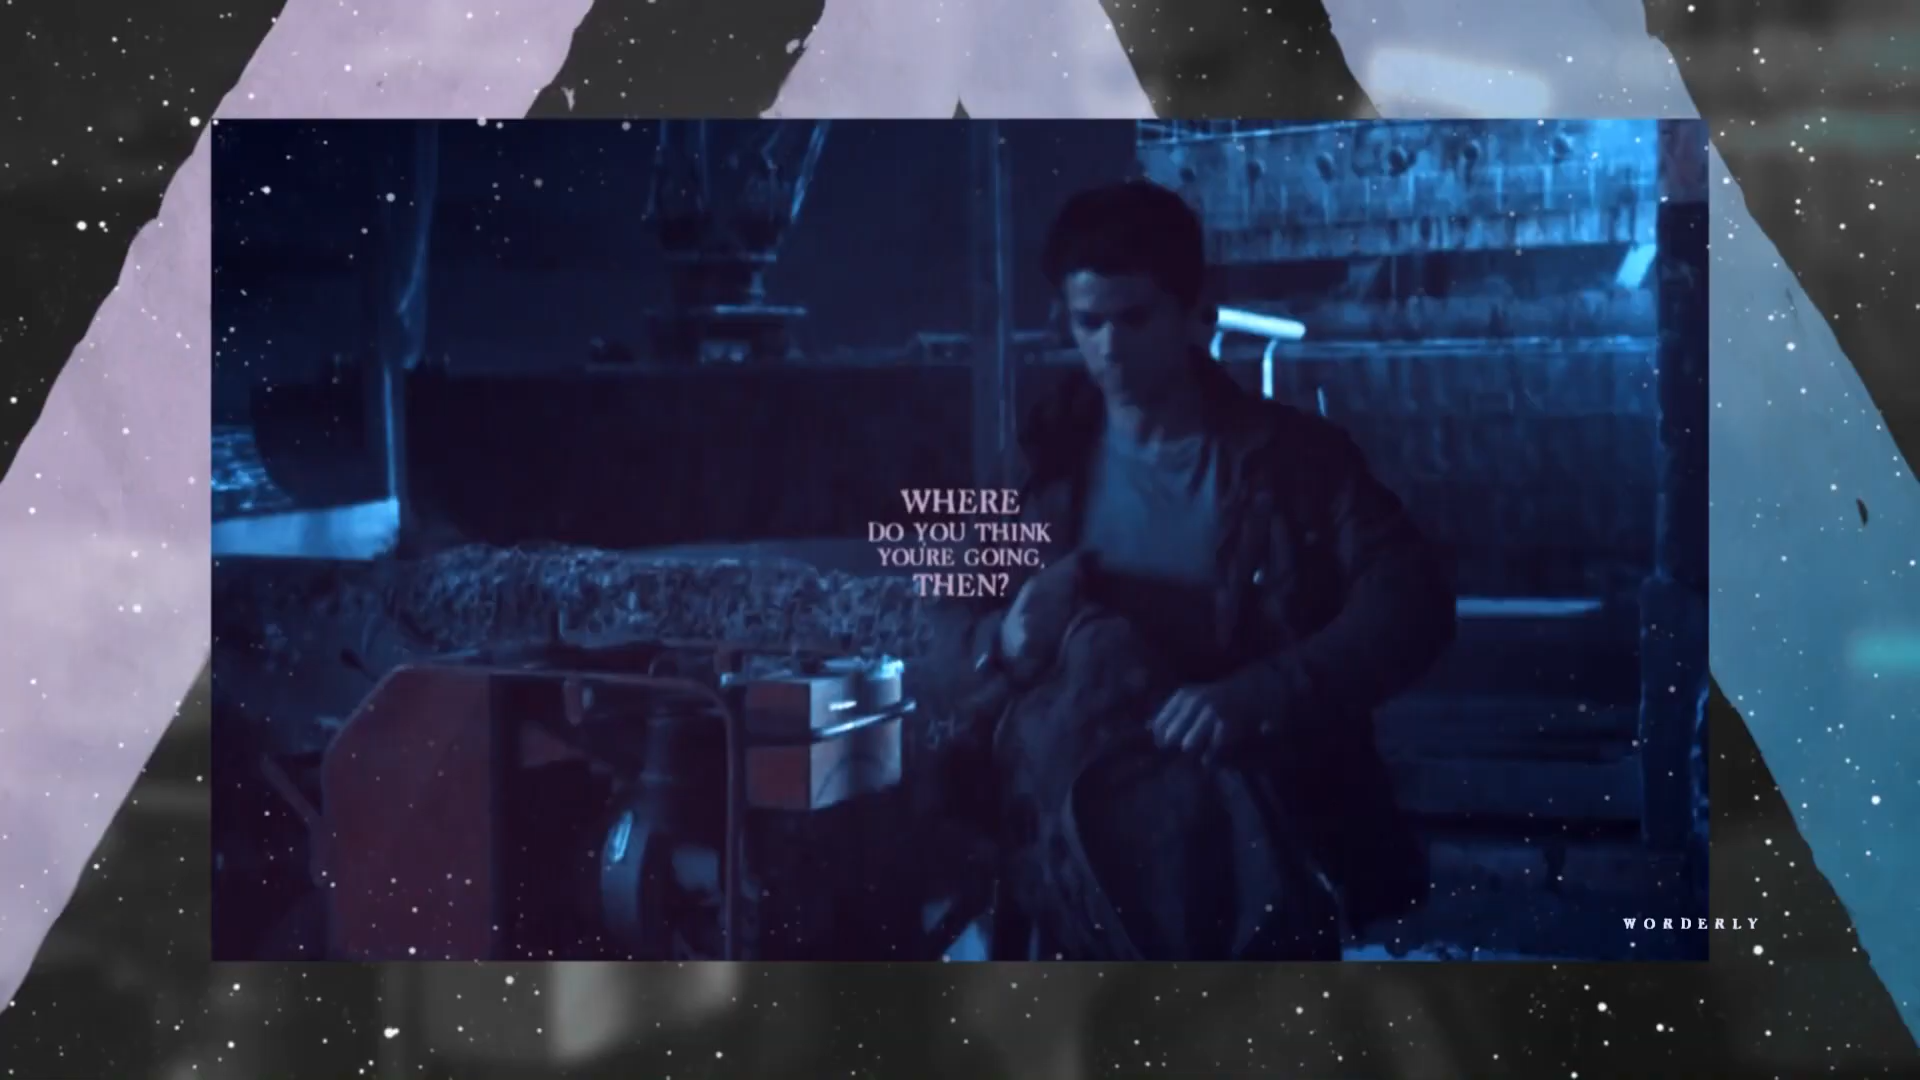 WHERE
DO YOU THINK
YOU'RE GOING,
THEN?
WORDERLY